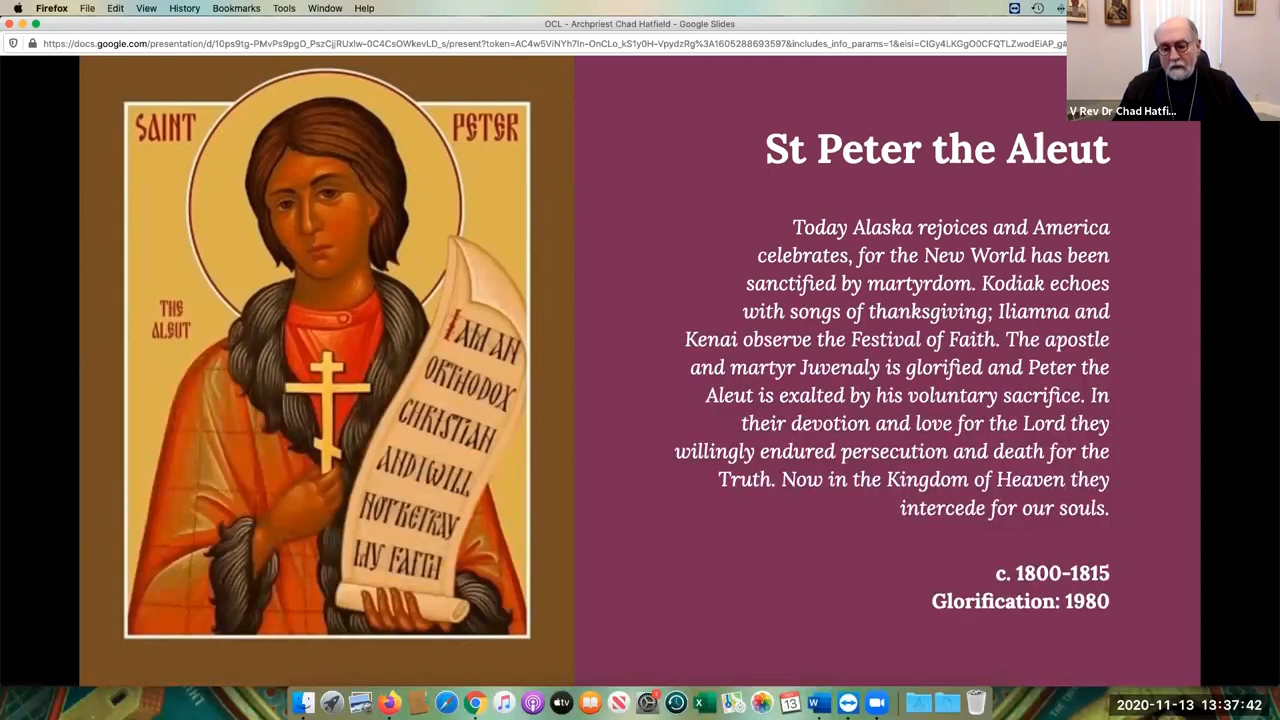 Firefox File Edit View History Bookmarks Tools Window Help
OCL - Archpriest Chad Hatfield - Google Slides
V Rev Dr Chad Hatfi...
SAINT PETER
THE
ALEUT
I AM AN
ORTHODOX
CHRISTIAN
AND I WILL
NOT BETRAY
MY FAITH
St Peter the Aleut
Today Alaska rejoices and America
celebrates, for the New World has been
sanctified by martyrdom. Kodiak echoes
with songs of thanksgiving; Iliamna and
Kenai observe the Festival of Faith. The apostle
and martyr Juvenaly is glorified and Peter the
Aleut is exalted by his voluntary sacrifice. In
their devotion and love for the Lord they
willingly endured persecution and death for the
Truth. Now in the Kingdom of Heaven they
intercede for our souls.
c. 1800-1815
Glorification: 1980
2020-11-13 13:37:42